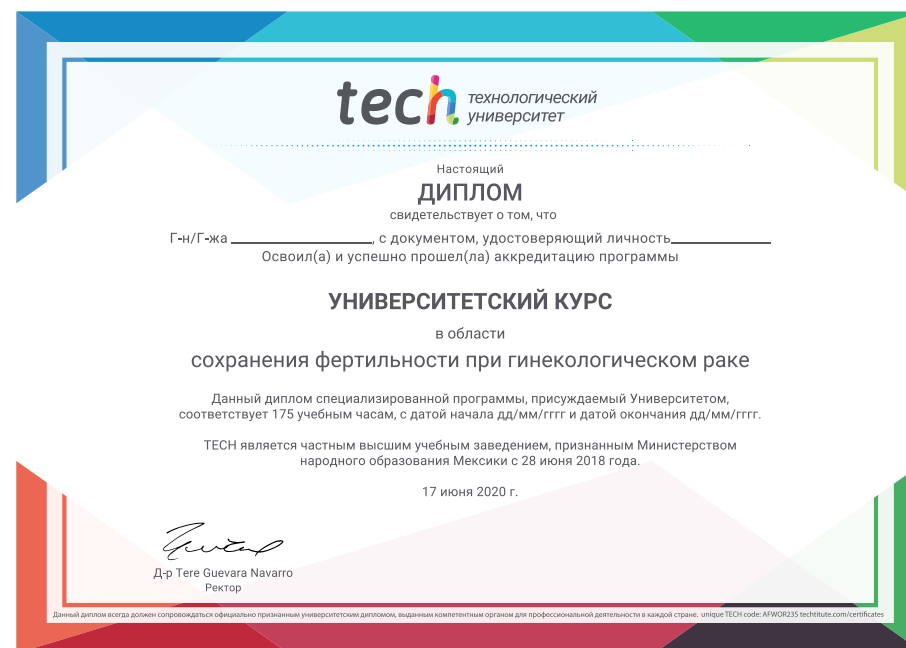 tech технологический
университет
Настоящий
ДИПЛОМ
свидетельствует о том, что
Г-н/Г-жа ____________________, с документом, удостоверяющий личность______________
Освоил(а) и успешно прошел(ла) аккредитацию программы
УНИВЕРСИТЕТСКИЙ КУРС
в области
сохранения фертильности при гинекологическом раке
Данный диплом специализированной программы, присуждаемый Университетом,
соответствует 175 учебным часам, с датой начала дд/мм/гггг и датой окончания дд/мм/гггг.
TECH является частным высшим учебным заведением, признанным Министерством
народного образования Мексики с 28 июня 2018 года.
17 июня 2020 г.
Д-р Tere Guevara Navarro
Ректор
Данный диплом всегда должен сопровождаться официально признанным университетским дипломом, выданным компетентным органом для профессиональной деятельности в каждой стране. unique TECH code: AFWOR23S techtitute.com/certificates